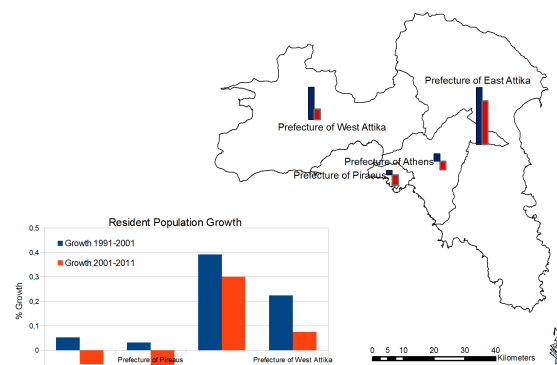 Prefecture of East Attika
Prefecture of West Attika
Prefecture of Athens
Prefecture of Piraeus
Resident Population Growth
0,5
Growth 1991-2001
0,4
Growth 2001-2011
0,3
% Growth
0,2
0,1
0
Prefecture of Pireaus
Prefecture of West Attika
0 5 10 20 30 40
Kilometers